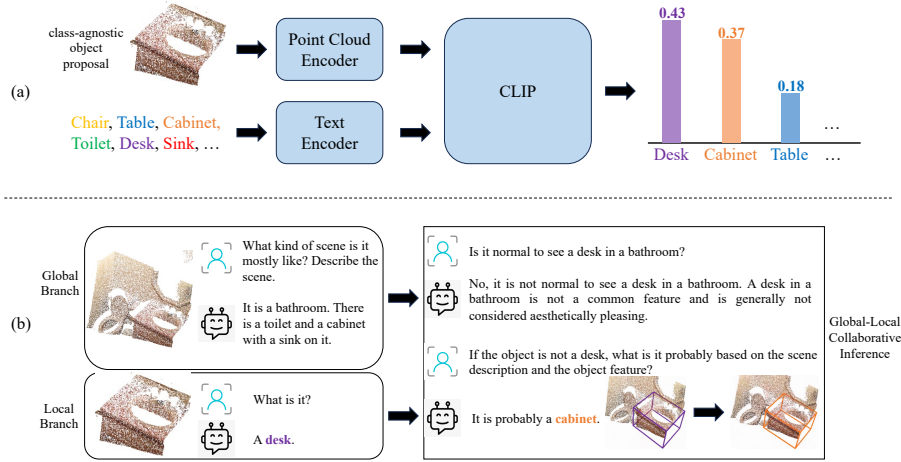 (a)
class-agnostic
object
proposal
Point Cloud
Encoder
Chair, Table, Cabinet,
Toilet, Desk, Sink, …
Text
Encoder
CLIP
0.43
0.37
0.18
…
Desk
Cabinet
Table
…
(b)
Global
Branch
What kind of scene is it
mostly like? Describe the
scene.
It is a bathroom. There
is a toilet and a cabinet
with a sink on it.
Local
Branch
What is it?
A desk.
Is it normal to see a desk in a bathroom?
No, it is not normal to see a desk in a bathroom. A desk in a
bathroom is not a common feature and is generally not
considered aesthetically pleasing.
If the object is not a desk, what is it probably based on the scene
description and the object feature?
It is probably a cabinet.
Global-Local
Collaborative
Inference